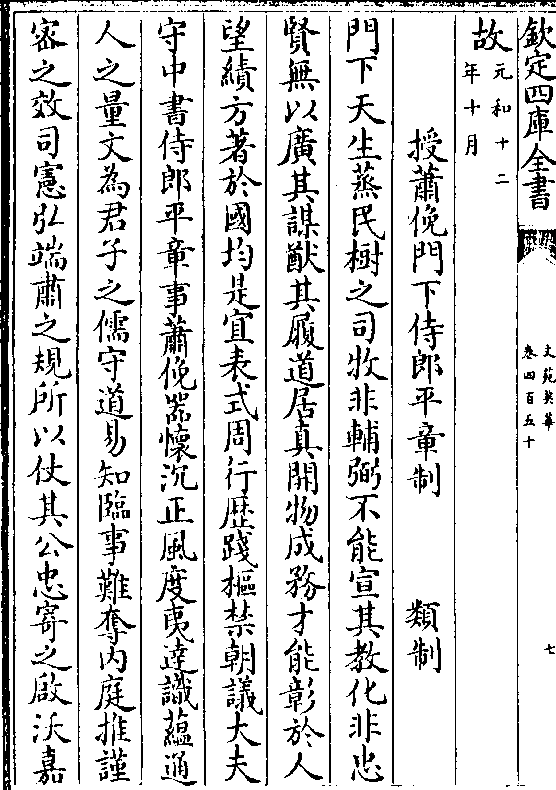 欽定四庫全書
文苑英華
卷四百五十
七
故元和十二
年十月
授蕭俛門下侍郎平章制 類制
門下天生蒸民樹之司牧非輔弼不能宣其教化非忠
賢無以廣其謀猷其履道居真開物成務才能彰於人
望績方著於國均是宜表式周行歴踐樞禁朝議大夫
守中書侍郎平章事蕭俛器懷沉正風度夷達識藴通
人之量文為君子之儒守道易知臨事難奪内庭推謹
密之效司憲弘端肅之規所以仗其公忠寄之啟沃嘉